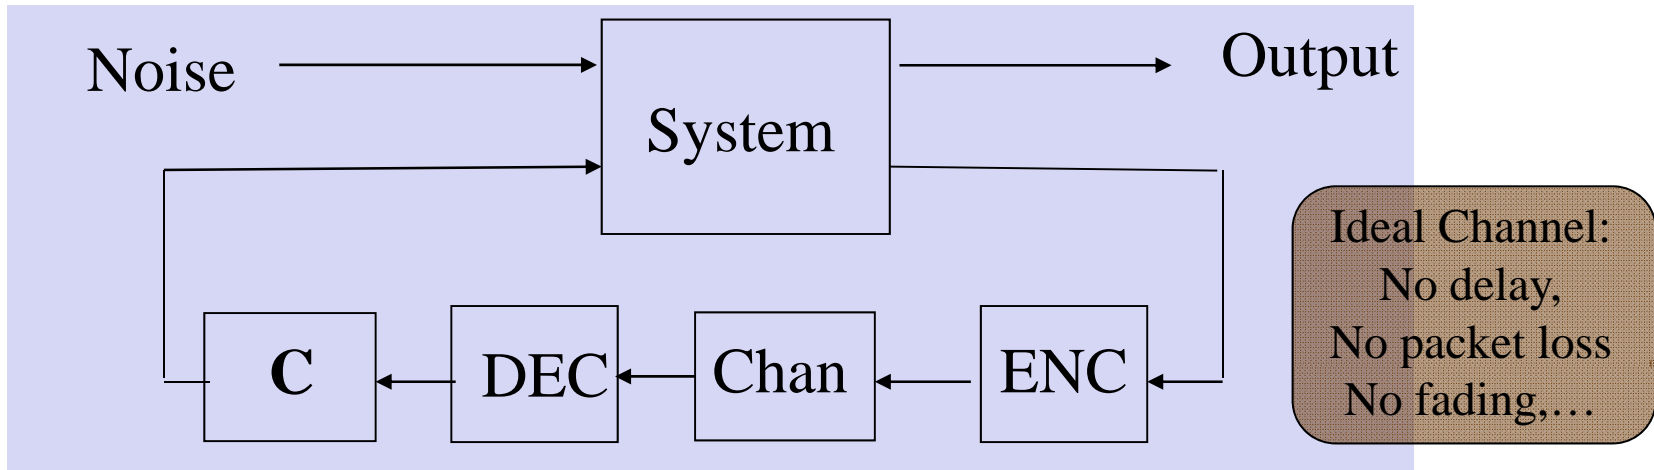 Noise
System
Output
C
DEC
Chan
ENC
Ideal Channel:
No delay,
No packet loss
No fading,…